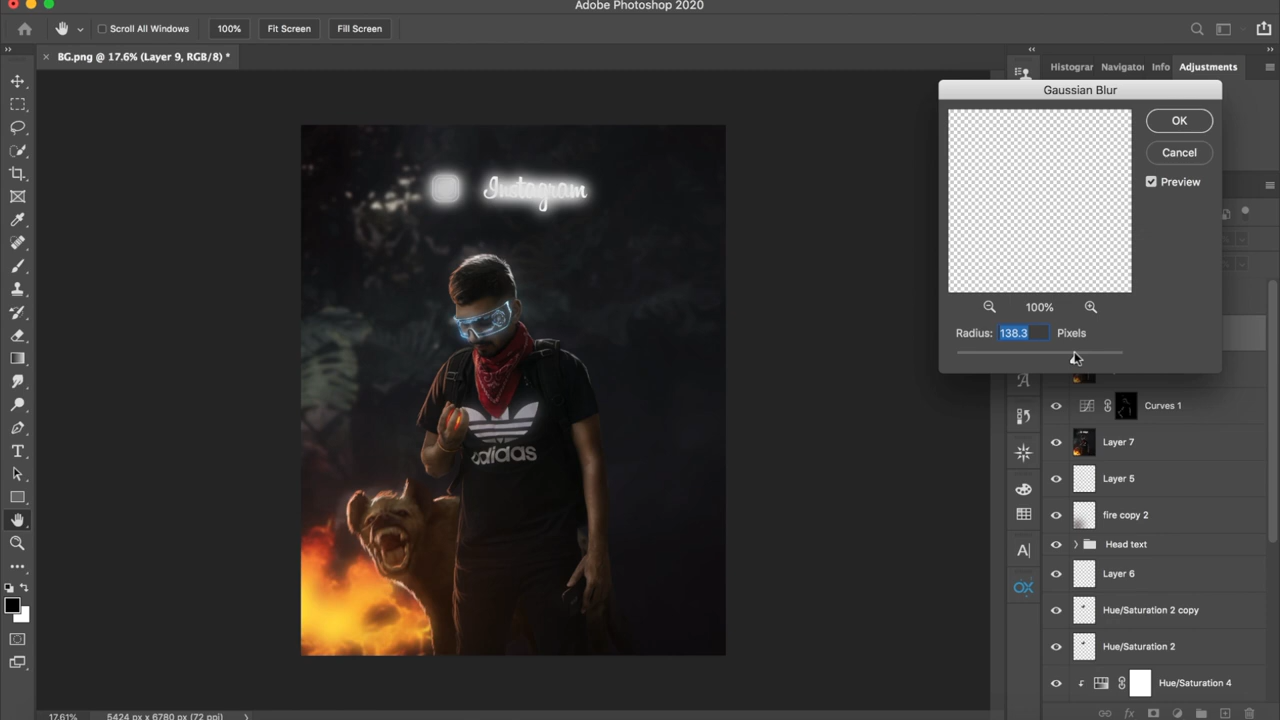 Adobe Photoshop 2020
Scroll All Windows
100%
Fit Screen
Fill Screen
BG.png @ 17.6% (Layer 9, RGB/8) *
Histogran
Navigator
Info
Adjustments
Gaussian Blur
OK
Cancel
Preview
100%
Radius: 138.3 Pixels
Instagram
adidas
Curves 1
Layer 7
Layer 5
fire copy 2
Head text
Layer 6
Hue/Saturation 2 copy
Hue/Saturation 2
Hue/Saturation 4
17.61%
5424 px x 6780 px (72 ppi)